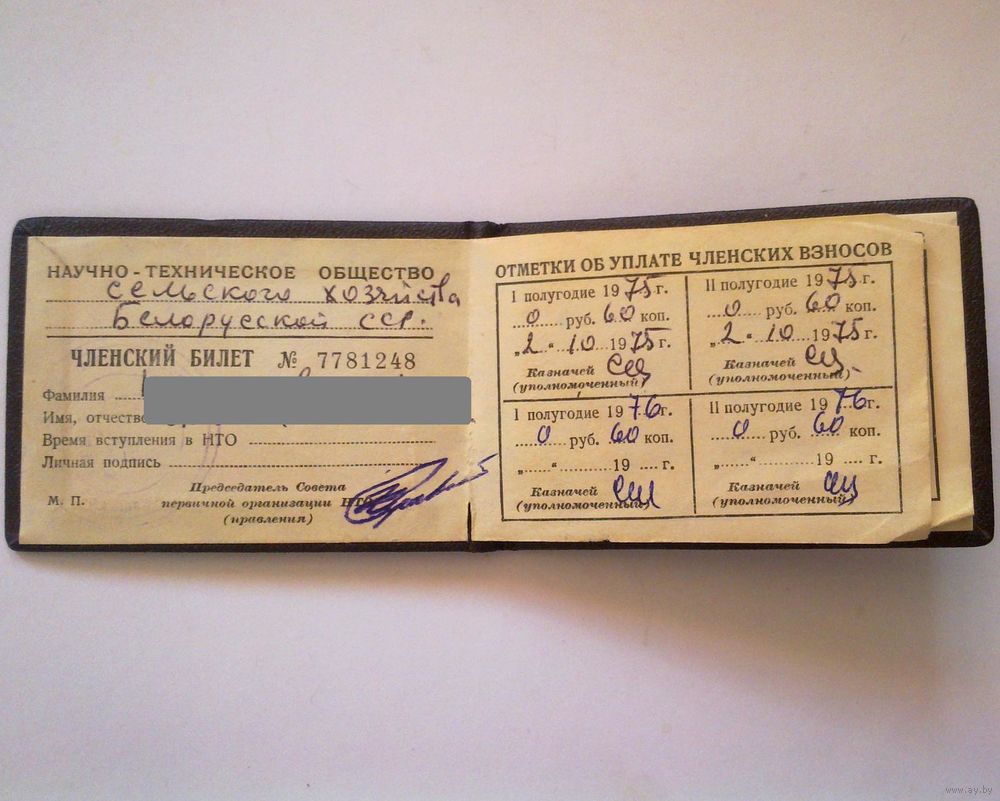 НАУЧНО-ТЕХНИЧЕСКОЕ ОБЩЕСТВО
сельского хозяйства
Белорусской ССР.
ЧЛЕНСКИЙ БИЛЕТ № 7781248
Фамилия
Имя, отчество
Время вступления в НТО
Личная подпись
М. П.
Председатель Совета
первичной организации НТО
(правления)
ОТМЕТКИ ОБ УПЛАТЕ ЧЛЕНСКИХ ВЗНОСОВ
I полугодие 1975 г.
0 руб. 60 коп.
„2“ 10 1975 г.
Казначей
(уполномоченный)
II полугодие 1975 г.
0 руб. 60 коп.
„2“ 10 1975 г.
Казначей
(уполномоченный)
I полугодие 1976 г.
0 руб. 60 коп.
„ “ 19 г.
Казначей
(уполномоченный)
II полугодие 1976 г.
0 руб. 60 коп.
„ “ 19 г.
Казначей
(уполномоченный)
www.ay.by